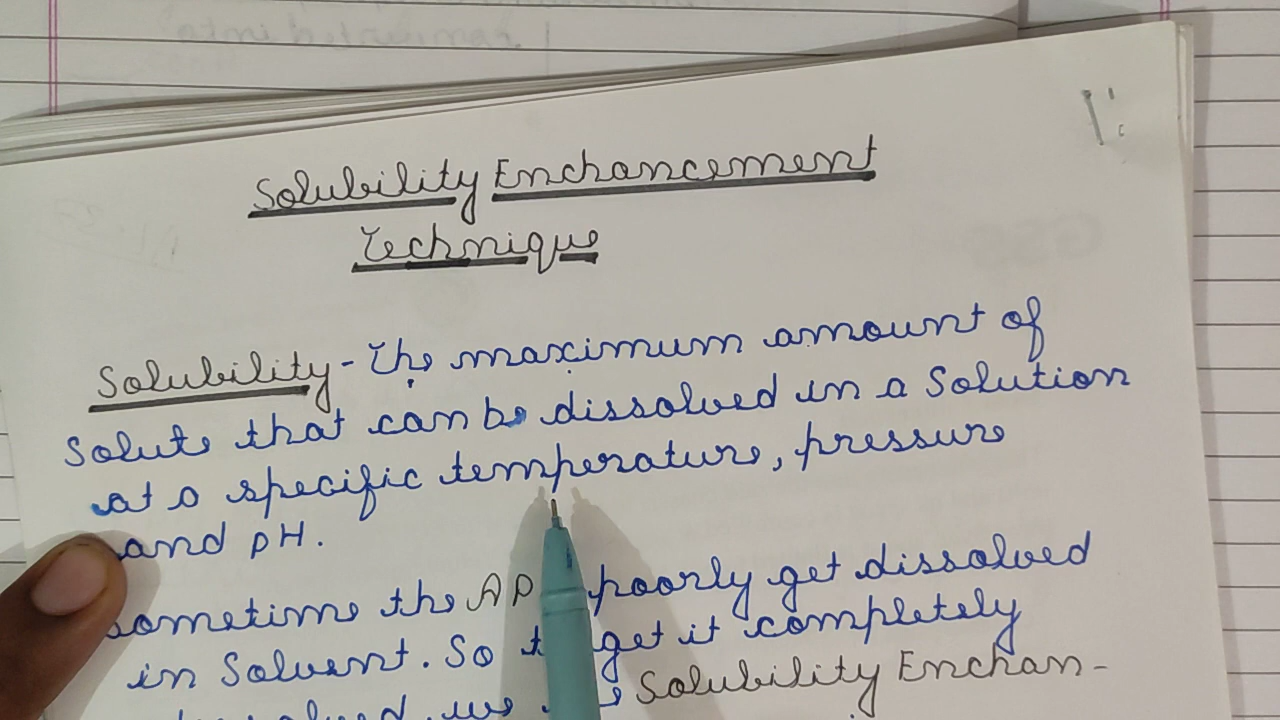 Solubility Enchancement
Technique
Solubility - The maximum amount of
Solute that can be dissolved in a Solution
at a specific temperature, pressure
and pH.
sometime the AP poorly get dissolved
in Solvent. So get it completely
we Solubility Enchan-